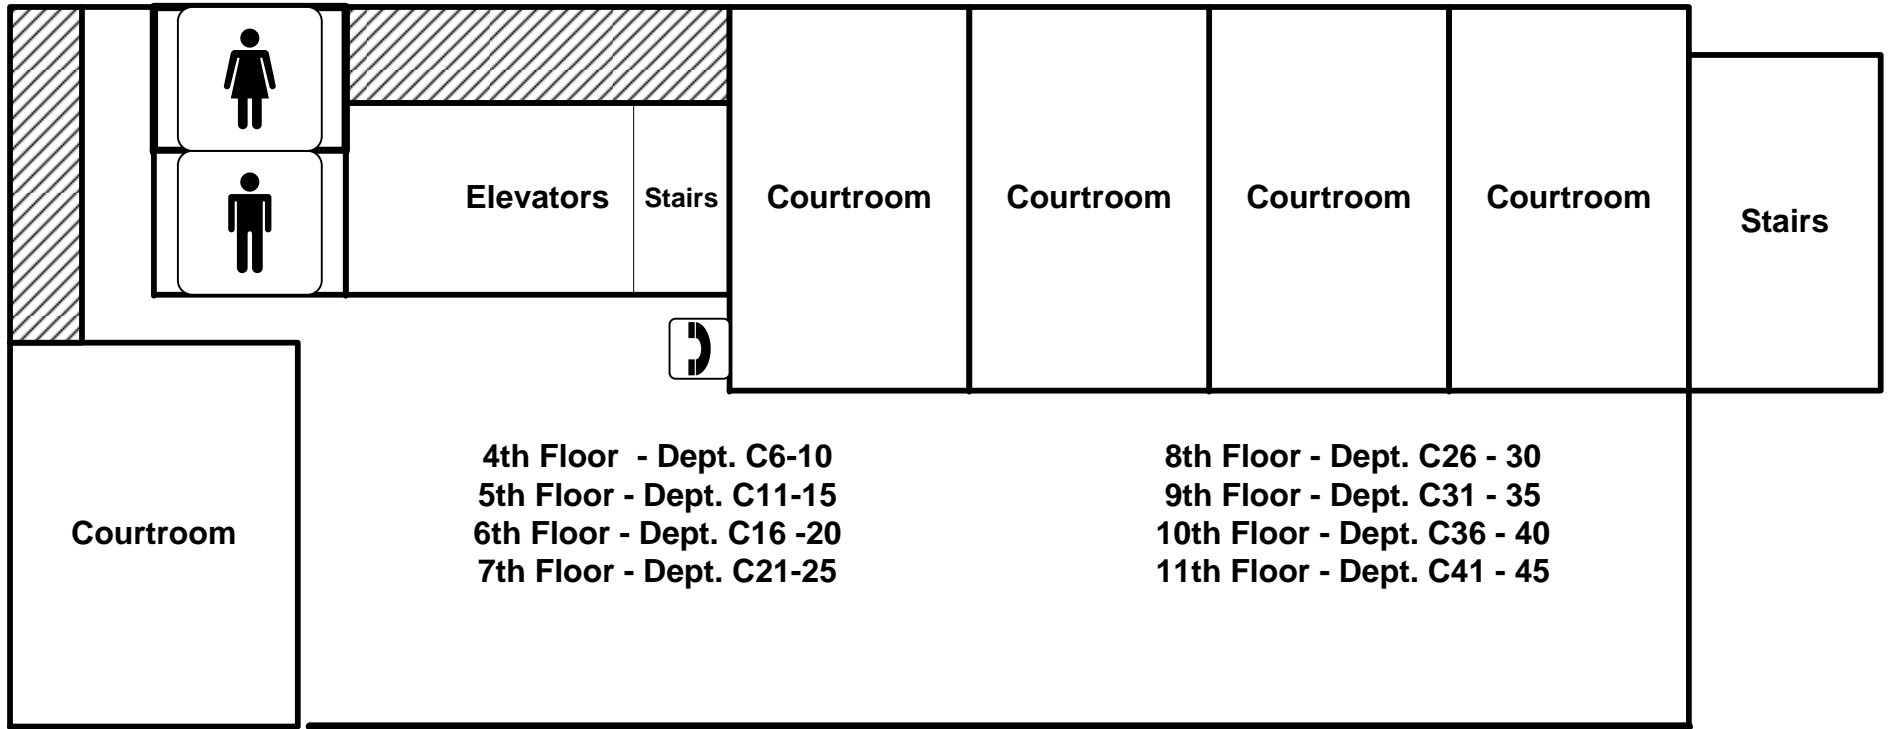 Elevators
Stairs
Courtroom
Courtroom
Courtroom
Courtroom
Stairs
Courtroom
4th Floor  - Dept. C6-10
5th Floor - Dept. C11-15
6th Floor - Dept. C16 -20
7th Floor - Dept. C21-25
8th Floor - Dept. C26 - 30
9th Floor - Dept. C31 - 35
10th Floor - Dept. C36 - 40
11th Floor - Dept. C41 - 45